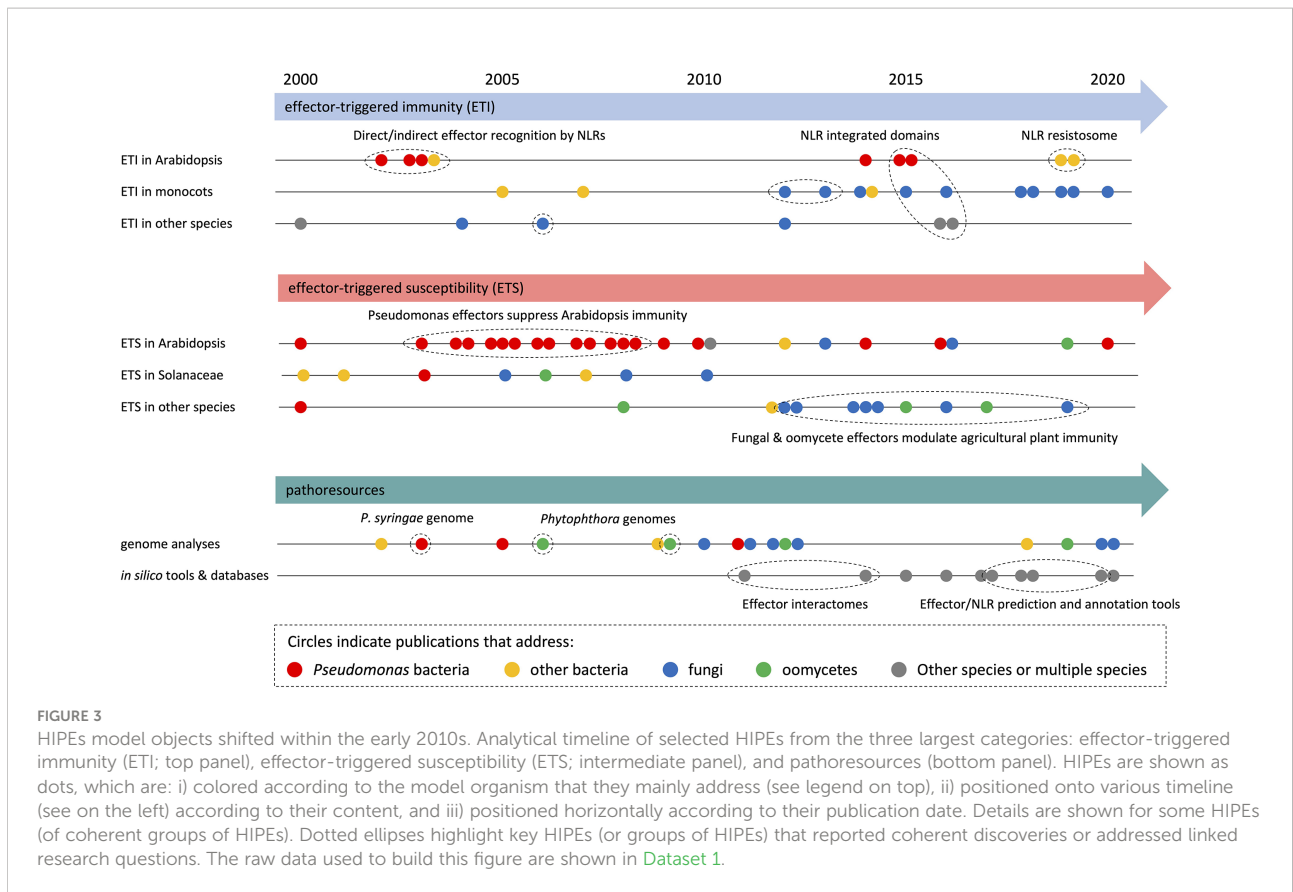 2000 2005 2010 2015 2020
effector-triggered immunity (ETI)
Direct/indirect effector recognition by NLRs NLR integrated domains NLR resistosome
ETI in Arabidopsis
ETI in monocots
ETI in other species
effector-triggered susceptibility (ETS)
Pseudomonas effectors suppress Arabidopsis immunity
ETS in Arabidopsis
ETS in Solanaceae
ETS in other species
Fungal & oomycete effectors modulate agricultural plant immunity
pathoresources
P. syringae genome Phytophthora genomes
genome analyses
in silico tools & databases
Effector interactomes Effector/NLR prediction and annotation tools
Circles indicate publications that address:
Pseudomonas bacteria other bacteria fungi oomycetes Other species or multiple species
FIGURE 3
HIPEs model objects shifted within the early 2010s. Analytical timeline of selected HIPEs from the three largest categories: effector-triggered
immunity (ETI; top panel), effector-triggered susceptibility (ETS; intermediate panel), and pathoresources (bottom panel). HIPEs are shown as
dots, which are: i) colored according to the model organism that they mainly address (see legend on top), ii) positioned onto various timeline
(see on the left) according to their content, and iii) positioned horizontally according to their publication date. Details are shown for some HIPEs
(of coherent groups of HIPEs). Dotted ellipses highlight key HIPEs (or groups of HIPEs) that reported coherent discoveries or addressed linked
research questions. The raw data used to build this figure are shown in Dataset 1.